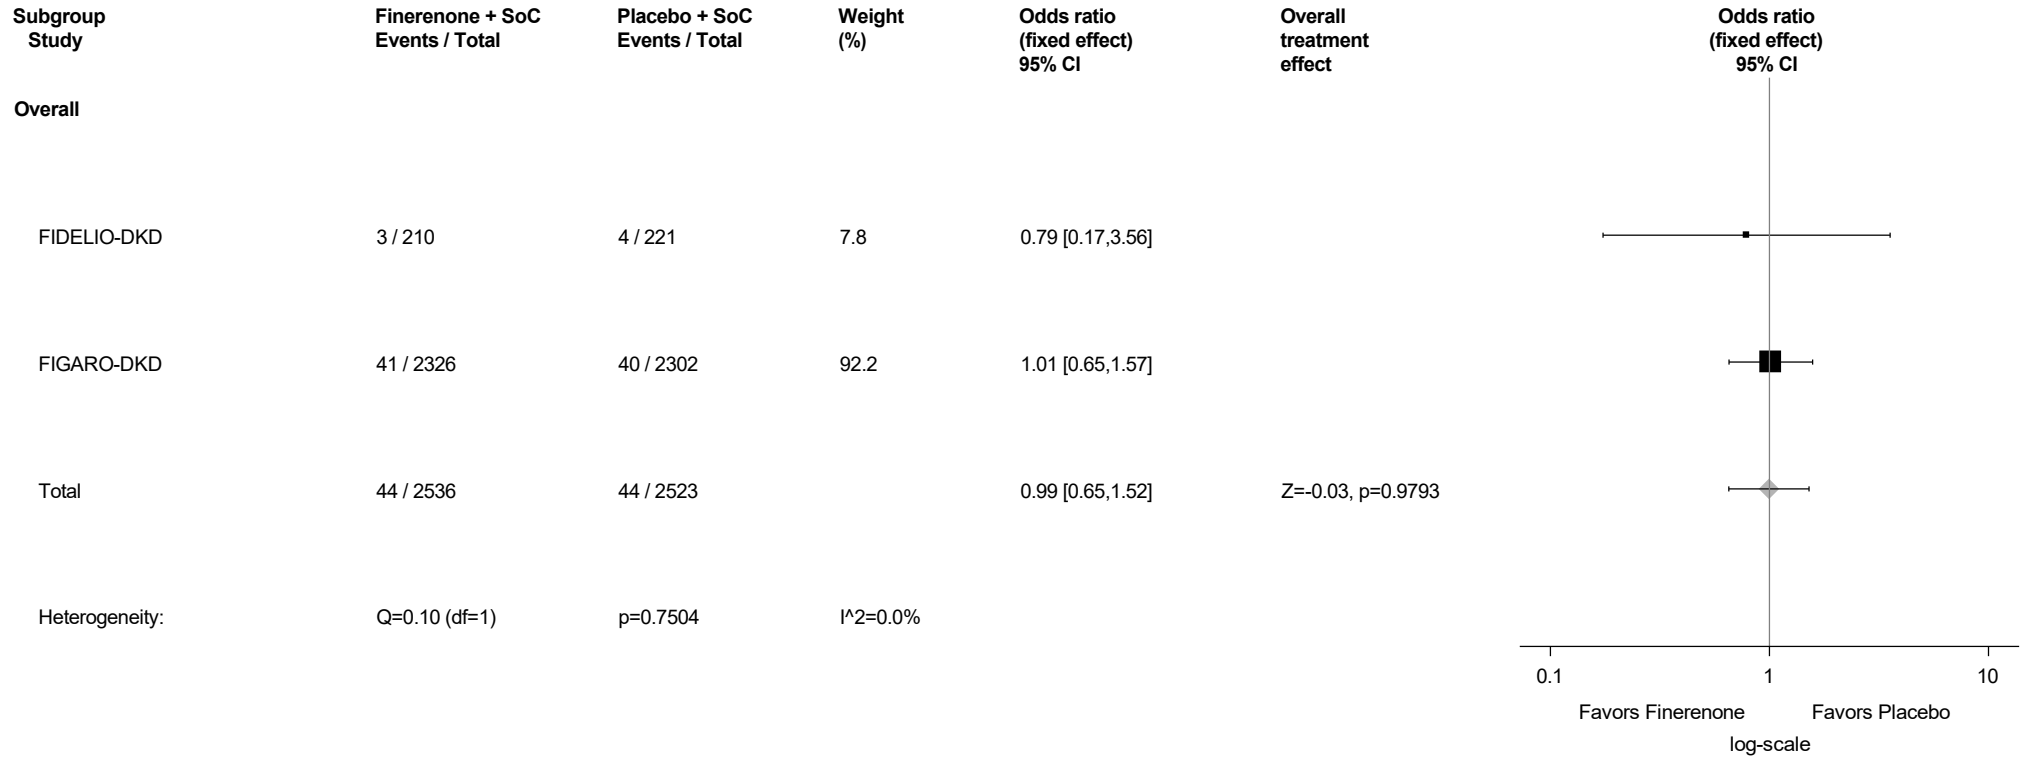 Subgroup Finerenone + SoC Placebo + SoC Weight Odds ratio Overall Odds ratio
Study Events / Total Events / Total (%) (fixed effect) treatment (fixed effect)
95% CI effect 95% CI
Overall
FIDELIO-DKD 3 / 210 4 / 221 7.8 0.79 [0.17,3.56]
FIGARO-DKD 41 / 2326 40 / 2302 92.2 1.01 [0.65,1.57]
Total 44 / 2536 44 / 2523 0.99 [0.65,1.52] Z=-0.03, p=0.9793
Heterogeneity: Q=0.10 (df=1) p=0.7504 I^2=0.0%
0.1 1 10
Favors Finerenone Favors Placebo
log-scale